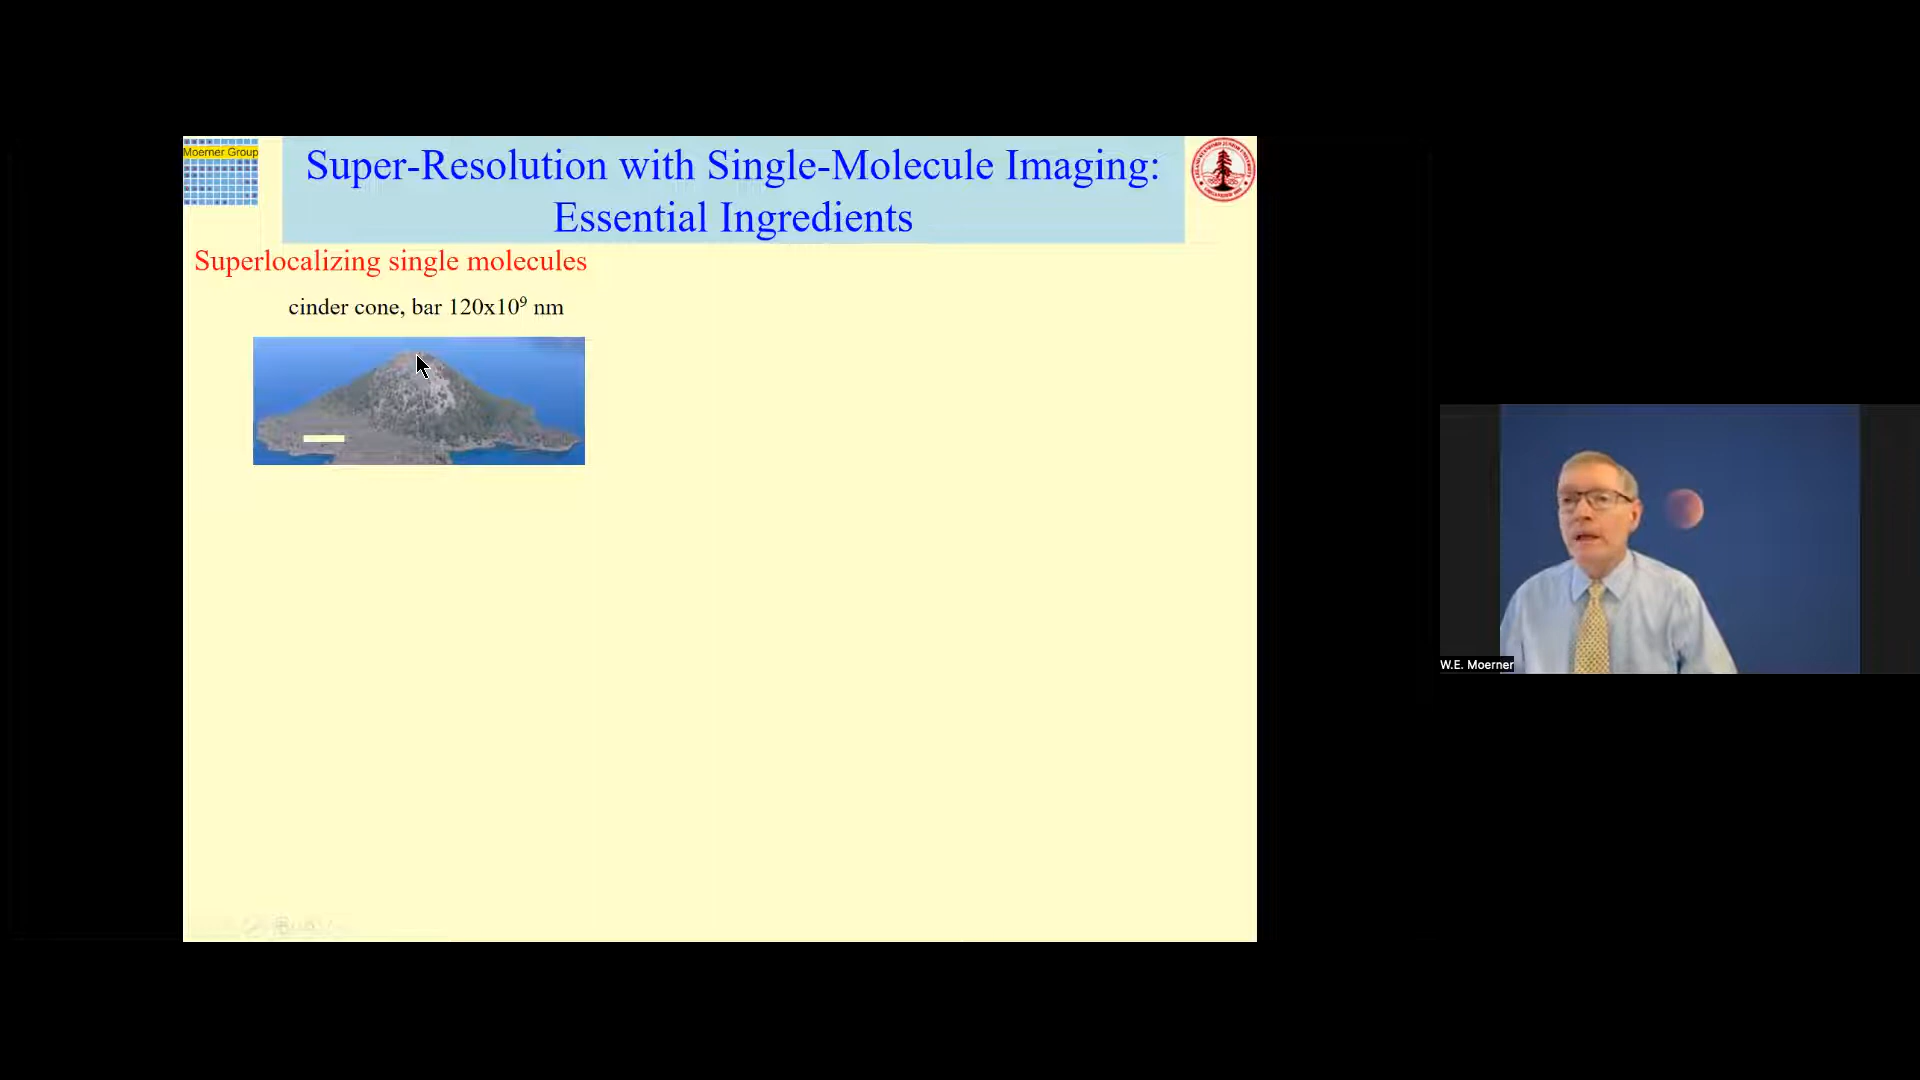 Moerner Group
Super-Resolution with Single-Molecule Imaging:
Essential Ingredients
Superlocalizing single molecules
cinder cone, bar 120x10⁹ nm
W.E. Moerner